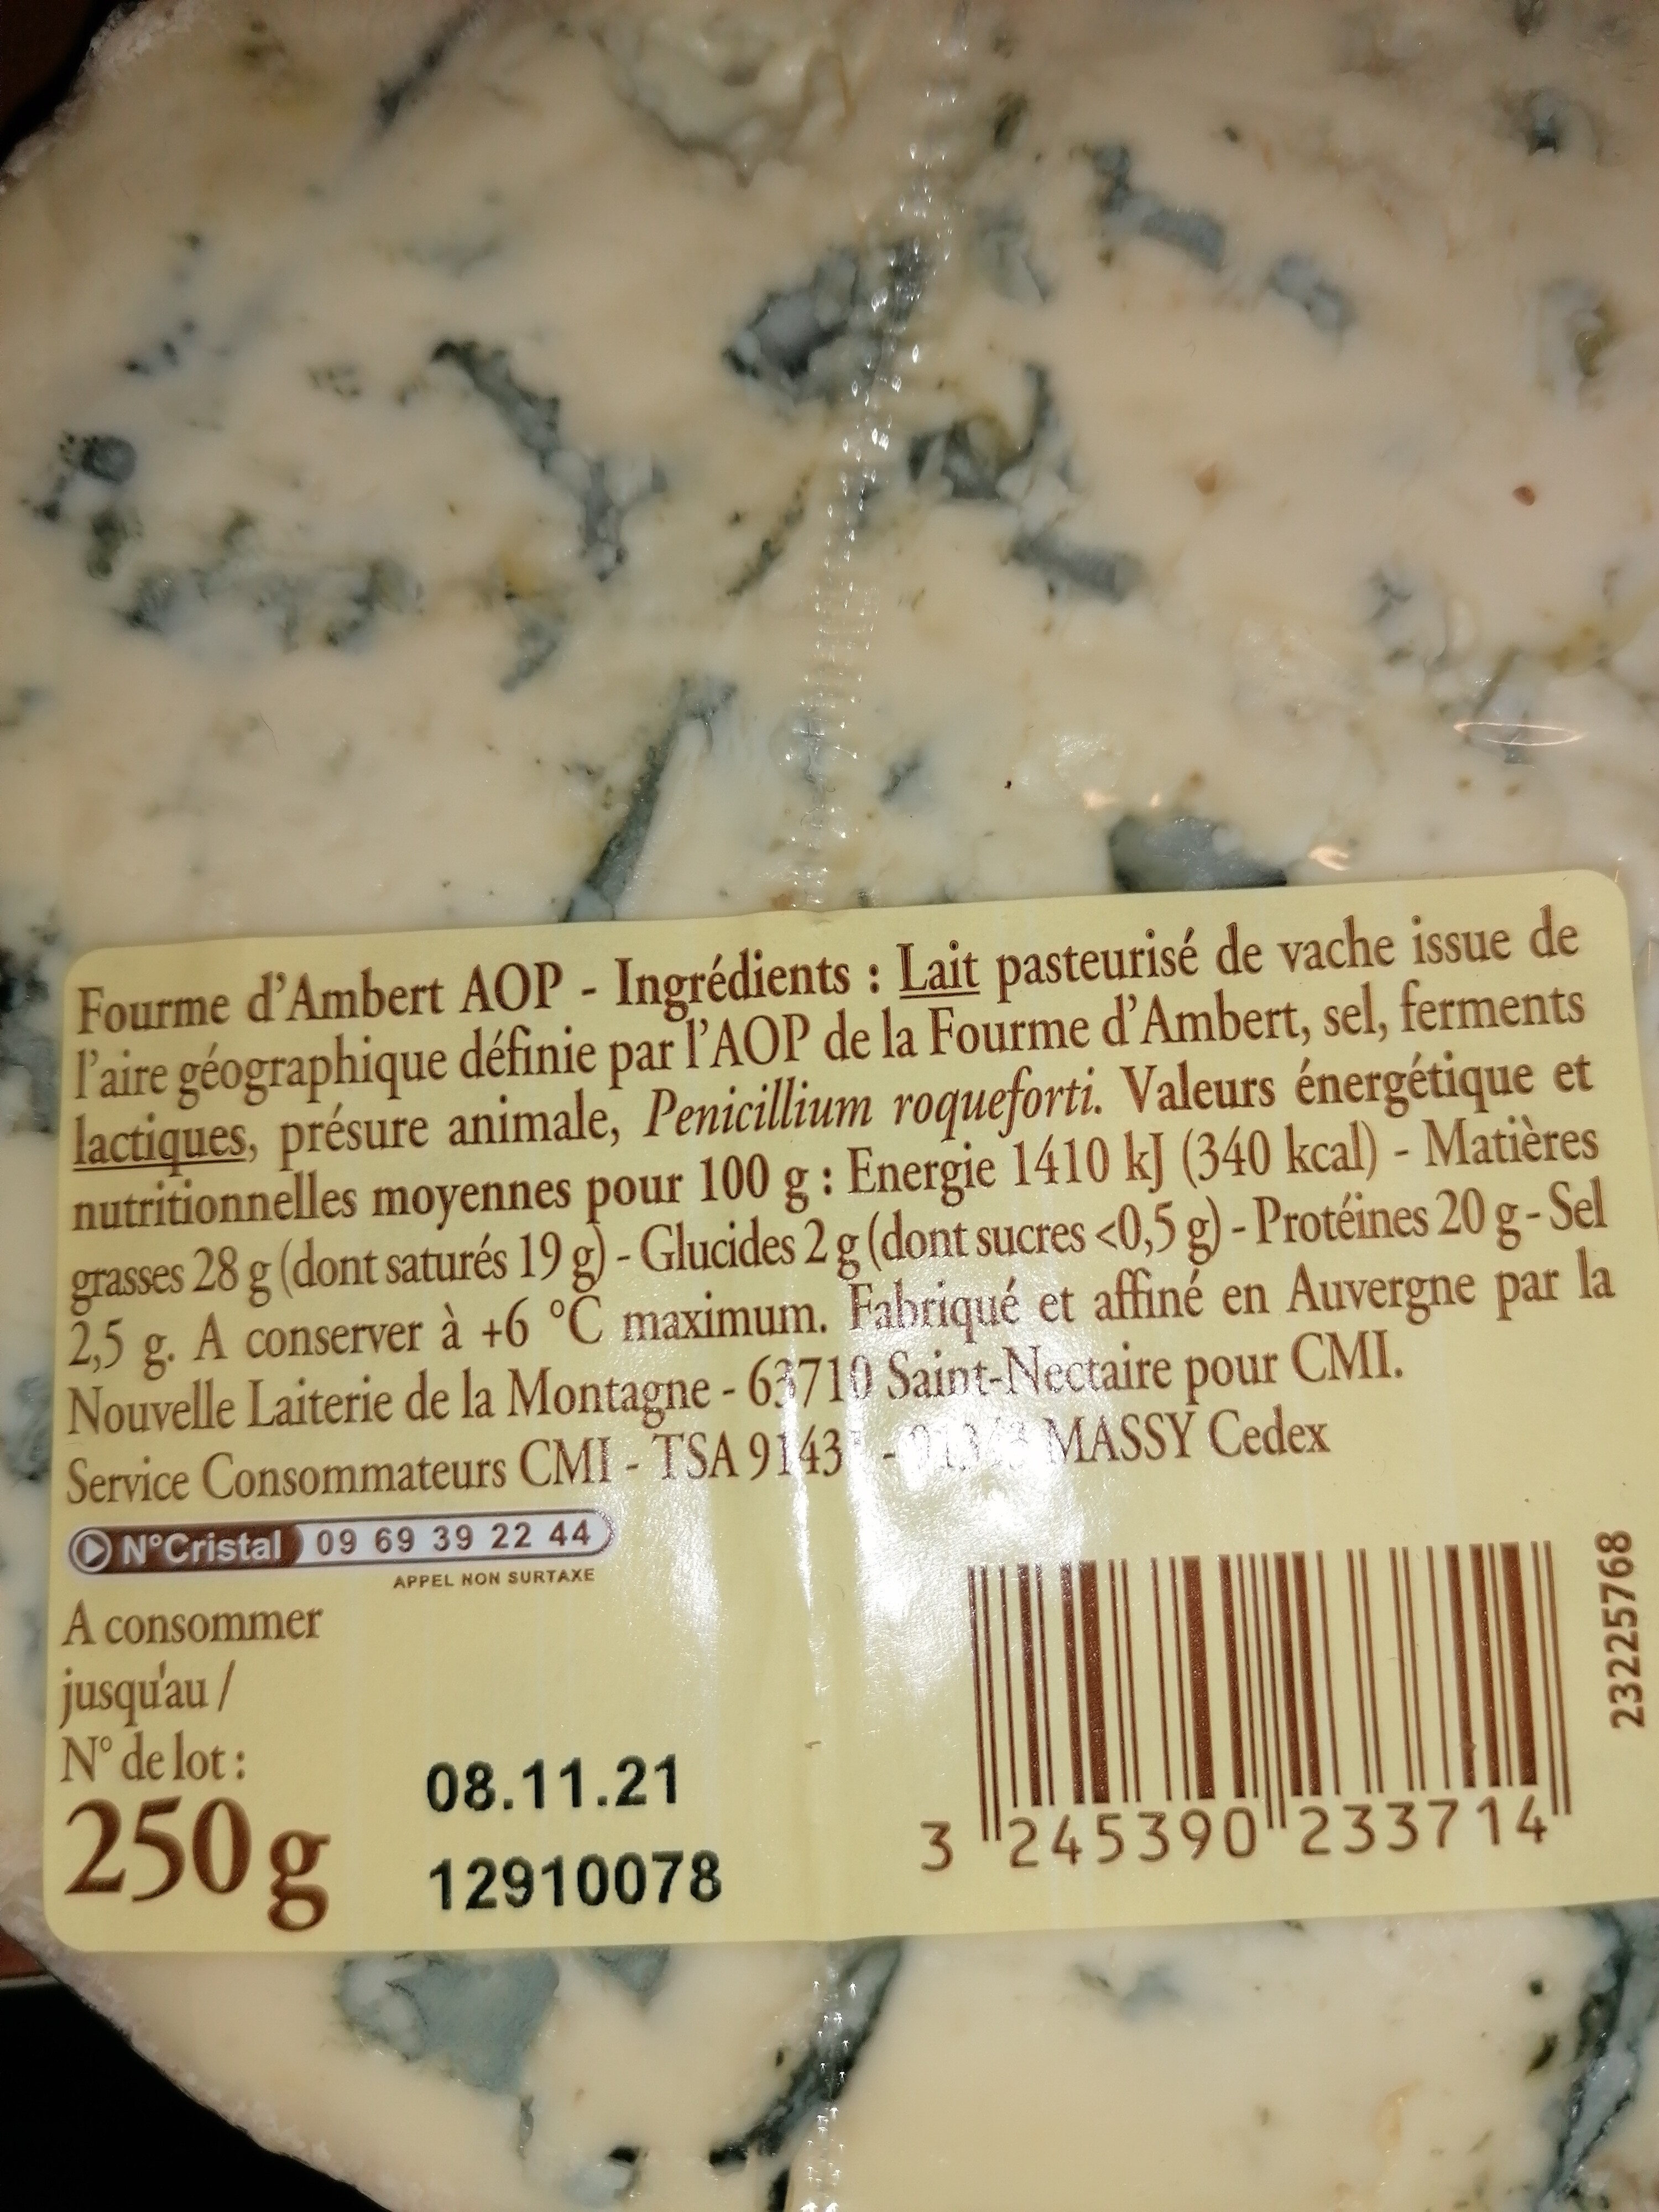 Fourme d'Ambert AOP - Ingrédients : Lait pasteurisé de vache issue de
l'aire géographique définie par l'AOP de la Fourme d'Ambert, sel, ferments
lactiques, présure animale, Penicillium roqueforti. Valeurs énergétique et
nutritionnelles moyennes pour 100 g : Energie 1410 kJ (340 kcal) - Matières
grasses 28 g (dont saturés 19 g) - Glucides 2 g (dont sucres <0,5 g) - Protéines 20 g - Sel
2,5 g. A conserver à +6 °C maximum. Fabriqué et affiné en Auvergne par la
Nouvelle Laiterie de la Montagne - 63710 Saint-Nectaire pour CMI.
Service Consommateurs CMI - TSA - MASSY Cedex
N°Cristal 09 69 39 22 44
APPEL NON SURTAXE
A consommer
jusqu'au /
N° de lot :
250 g
08.11.21
12910078
3 245390 233714
23225768